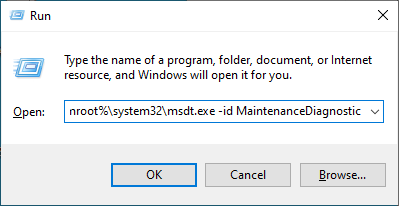 Run
Type the name of a program, folder, document, or Internet
resource, and Windows will open it for you.
Open: nroot%\system32\msdt.exe -id MaintenanceDiagnostic
OK Cancel Browse...